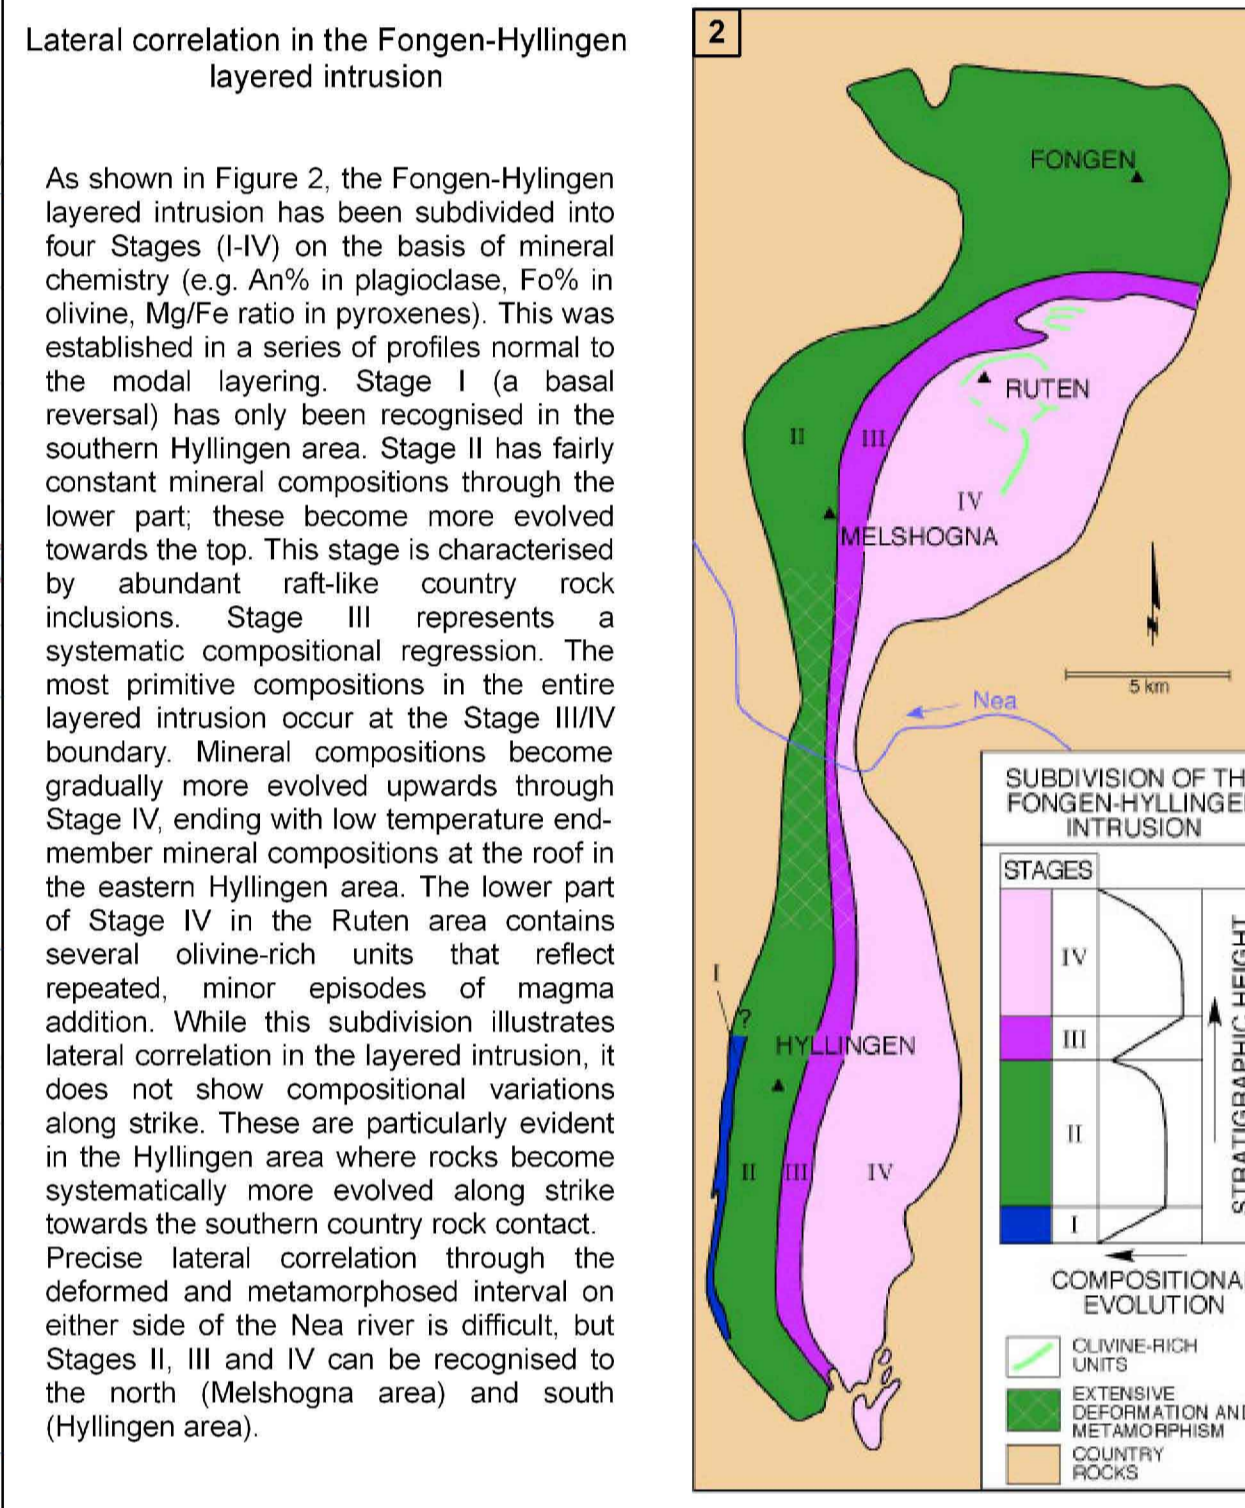 Lateral correlation in the Fongen-Hyllingen
layered intrusion
As shown in Figure 2, the Fongen-Hylingen
layered intrusion has been subdivided into
four Stages (I-IV) on the basis of mineral
chemistry (e.g. An% in plagioclase, Fo% in
olivine, Mg/Fe ratio in pyroxenes). This was
established in a series of profiles normal to
the modal layering. Stage I (a basal
reversal) has only been recognised in the
southern Hyllingen area. Stage II has fairly
constant mineral compositions through the
lower part; these become more evolved
towards the top. This stage is characterised
by abundant raft-like country rock
inclusions. Stage III represents a
systematic compositional regression. The
most primitive compositions in the entire
layered intrusion occur at the Stage III/IV
boundary. Mineral compositions become
gradually more evolved upwards through
Stage IV, ending with low temperature end-
member mineral compositions at the roof in
the eastern Hyllingen area. The lower part
of Stage IV in the Ruten area contains
several olivine-rich units that reflect
repeated, minor episodes of magma
addition. While this subdivision illustrates
lateral correlation in the layered intrusion, it
does not show compositional variations
along strike. These are particularly evident
in the Hyllingen area where rocks become
systematically more evolved along strike
towards the southern country rock contact.
Precise lateral correlation through the
deformed and metamorphosed interval on
either side of the Nea river is difficult, but
Stages II, III and IV can be recognised to
the north (Melshogna area) and south
(Hyllingen area).
2
FONGEN
RUTEN
II
III
IV
MELSHOGNA
5 km
Nea
I
?
HYLLINGEN
II
III
IV
SUBDIVISION OF TH
FONGEN-HYLLINGE
INTRUSION
STAGES
IV
III
II
I
STRATIGRAPHIC HEIGHT
COMPOSITIONA
EVOLUTION
OLIVINE-RICH
UNITS
EXTENSIVE
DEFORMATION AND
METAMORPHISM
COUNTRY
ROCKS